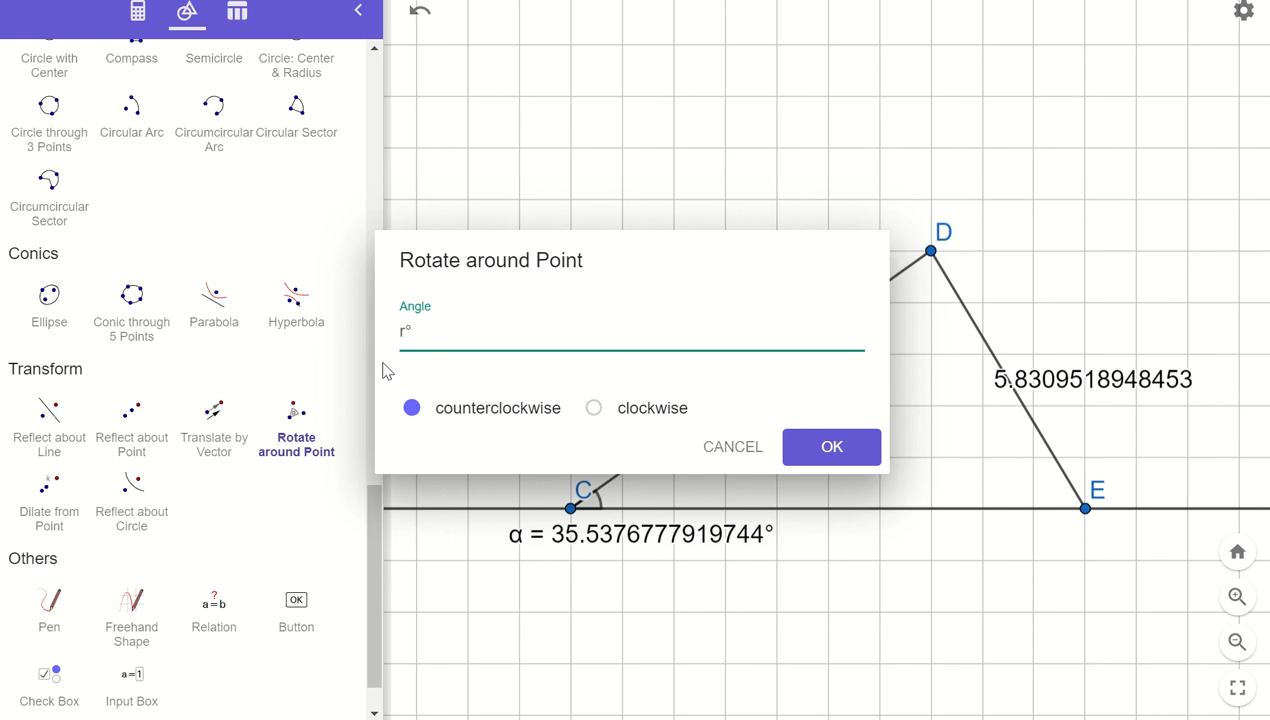 Circle with
Center
Compass
Semicircle
Circle: Center
& Radius
Circle through
3 Points
Circular Arc
Circumcircular
Arc
Circular Sector
Circumcircular
Sector
Conics
Ellipse
Conic through
5 Points
Parabola
Hyperbola
Transform
Reflect about
Line
Reflect about
Point
Translate by
Vector
Rotate
around Point
Dilate from
Point
Reflect about
Circle
Others
Pen
Freehand
Shape
?
a=b
Relation
OK
Button
Check Box
a=1
Input Box
Rotate around Point
Angle
r°
counterclockwise
clockwise
CANCEL
OK
D
5.8309518948453
C
E
α = 35.5376777919744°